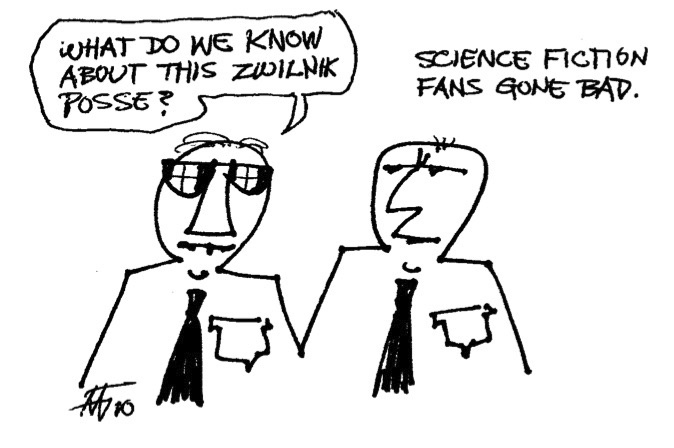 WHAT DO WE KNOW
ABOUT THIS ZWILNIK
POSSE?
SCIENCE FICTION
FANS GONE BAD.